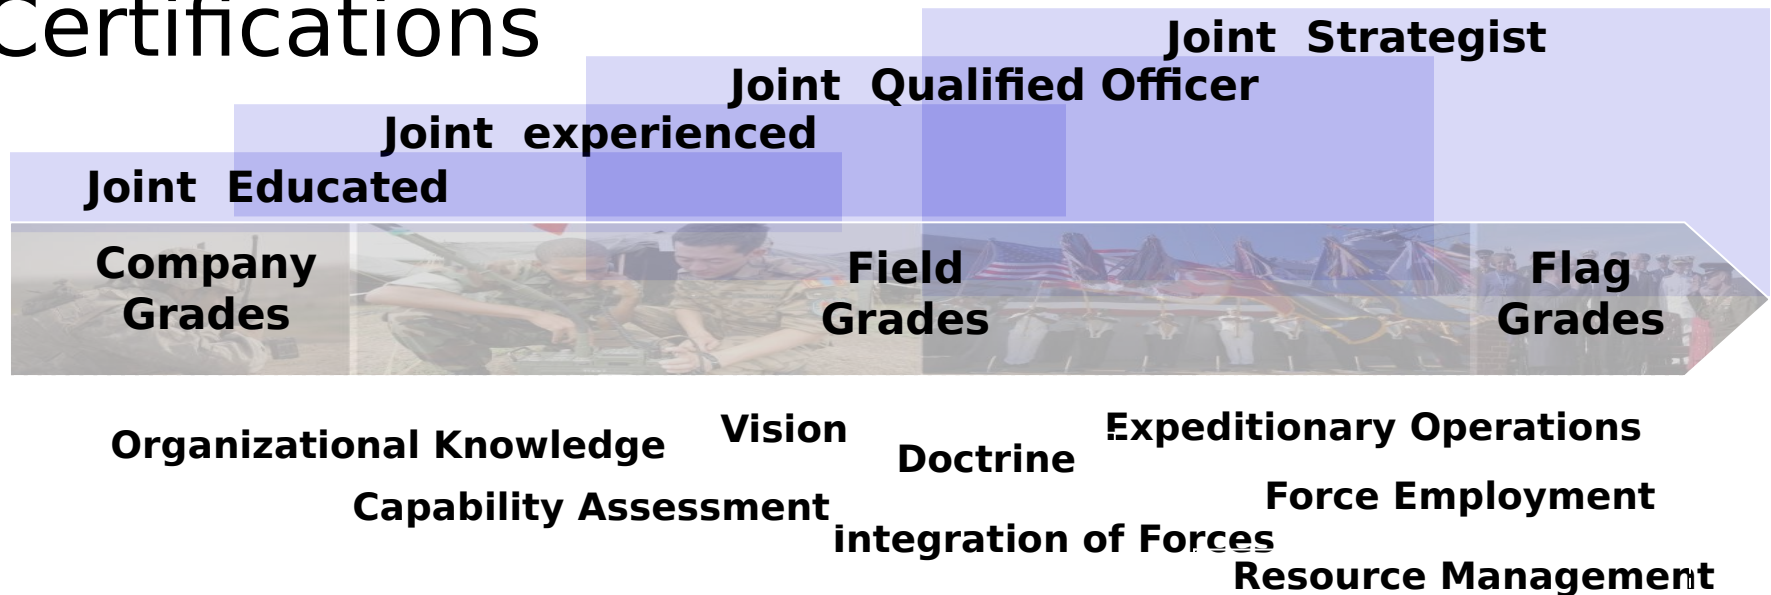 Certifications
Joint Strategist
Joint Qualified Officer
Joint experienced
Joint Educated
Company
Grades
Field
Grades
Flag
Grades
Organizational Knowledge
Vision
Expeditionary Operations
Doctrine
Capability Assessment
Force Employment
integration of Forces
Resource Management